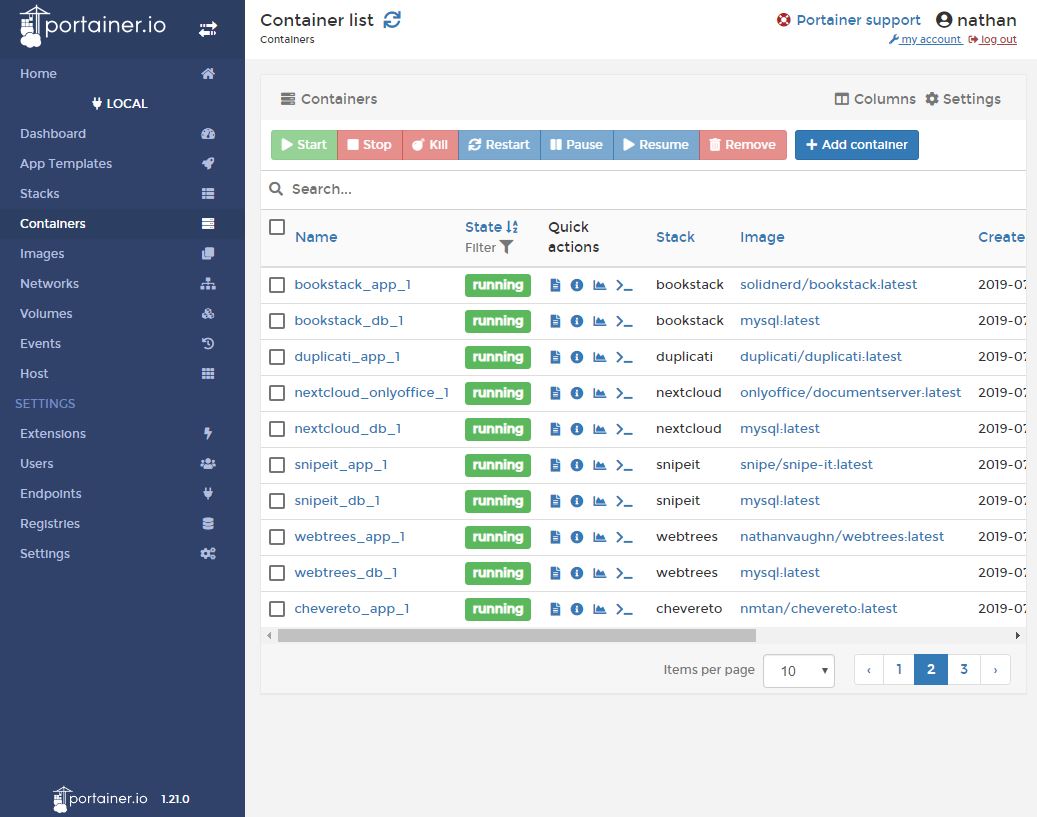 portainer.io
Home
LOCAL
Dashboard
App Templates
Stacks
Containers
Images
Networks
Volumes
Events
Host
SETTINGS
Extensions
Users
Endpoints
Registries
Settings
portainer.io 1.21.0
Container list
Containers
Portainer support nathan
my account log out
Containers
Columns Settings
Start Stop Kill Restart Pause Resume Remove Add container
Search...
Name State Filter Quick actions Stack Image Create
bookstack_app_1 running bookstack solidnerd/bookstack:latest 2019-07
bookstack_db_1 running bookstack mysql:latest 2019-07
duplicati_app_1 running duplicati duplicati/duplicati:latest 2019-07
nextcloud_onlyoffice_1 running nextcloud onlyoffice/documentserver:latest 2019-07
nextcloud_db_1 running nextcloud mysql:latest 2019-07
snipeit_app_1 running snipeit snipe/snipe-it:latest 2019-07
snipeit_db_1 running snipeit mysql:latest 2019-07
webtrees_app_1 running webtrees nathanvaughn/webtrees:latest 2019-07
webtrees_db_1 running webtrees mysql:latest 2019-07
chevereto_app_1 running chevereto nmtan/chevereto:latest 2019-07
Items per page 10 ‹ 1 2 3 ›